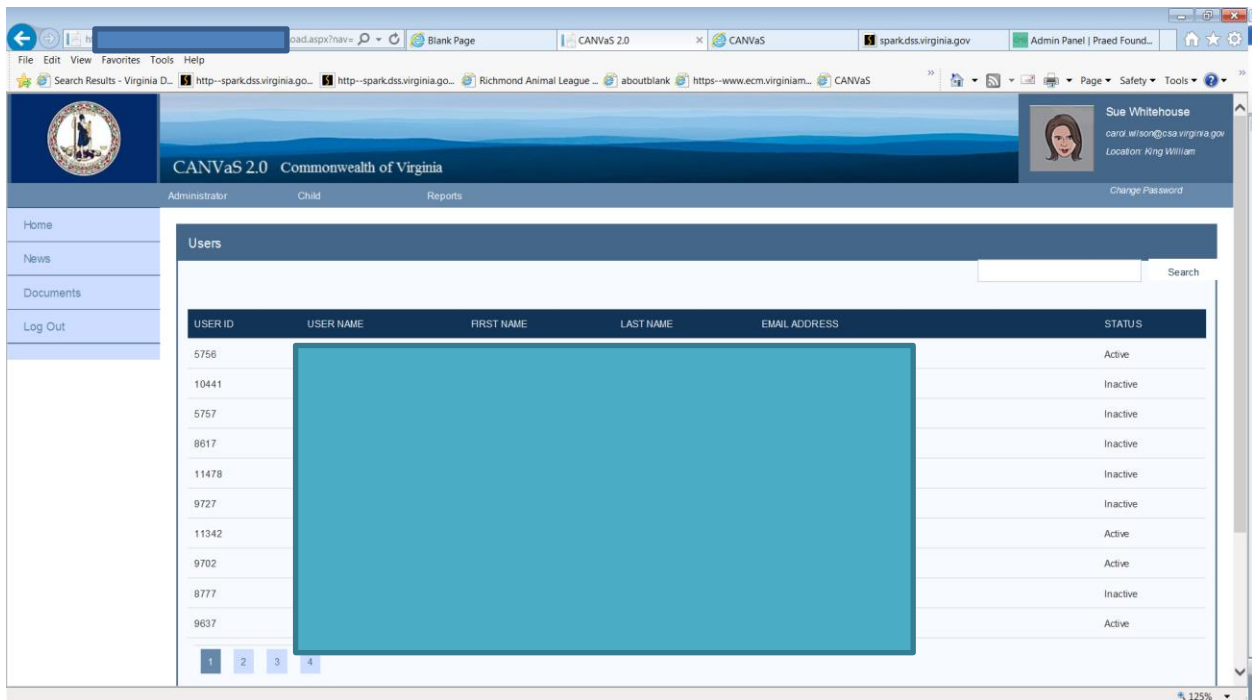 oad.aspx?nav=
Blank Page
CANVaS 2.0
CANVaS
spark.dss.virginia.gov
Admin Panel | Praed Found...
File Edit View Favorites Tools Help
Search Results - Virginia D... http--spark.dss.virginia.go... http--spark.dss.virginia.go... Richmond Animal League ... aboutblank https--www.ecm.virginiam... CANVaS
Page Safety Tools
CANVaS 2.0 Commonwealth of Virginia
Sue Whitehouse
carol.wilson@csa.virginia.gov
Location: King William
Administrator Child Reports
Change Password
Home
News
Documents
Log Out
Users
Search
USER ID USER NAME FIRST NAME LAST NAME EMAIL ADDRESS STATUS
5756 Active
10441 Inactive
5757 Inactive
8617 Inactive
11478 Inactive
9727 Inactive
11342 Active
9702 Active
8777 Inactive
9637 Active
1 2 3 4
125%